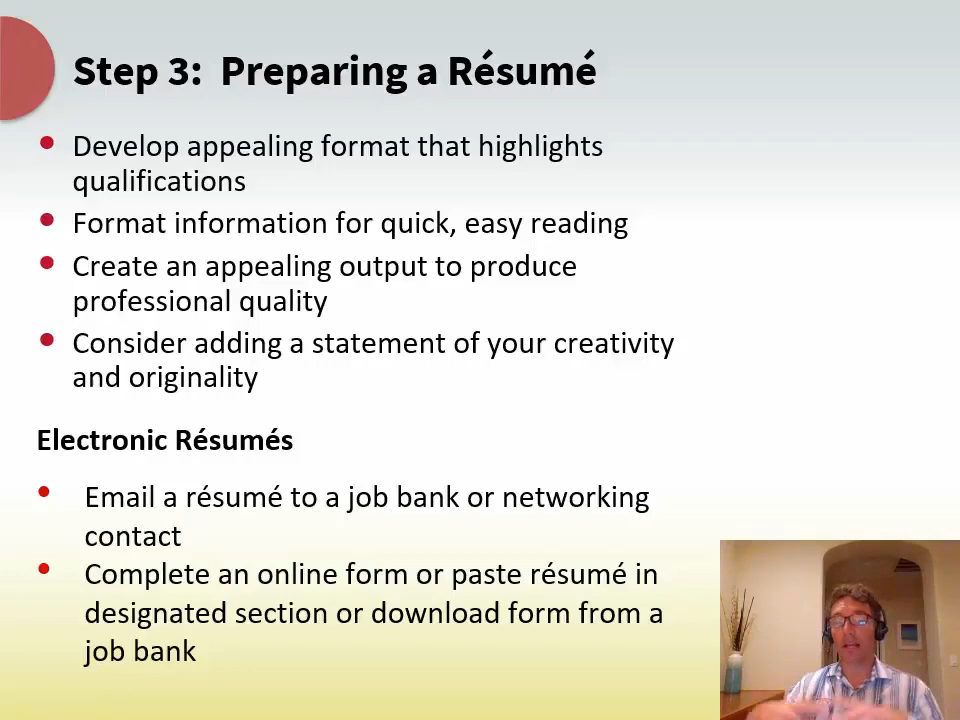 Step 3: Preparing a Résumé
Develop appealing format that highlights
qualifications
Format information for quick, easy reading
Create an appealing output to produce
professional quality
Consider adding a statement of your creativity
and originality
Electronic Résumés
Email a résumé to a job bank or networking
contact
Complete an online form or paste résumé in
designated section or download form from a
job bank